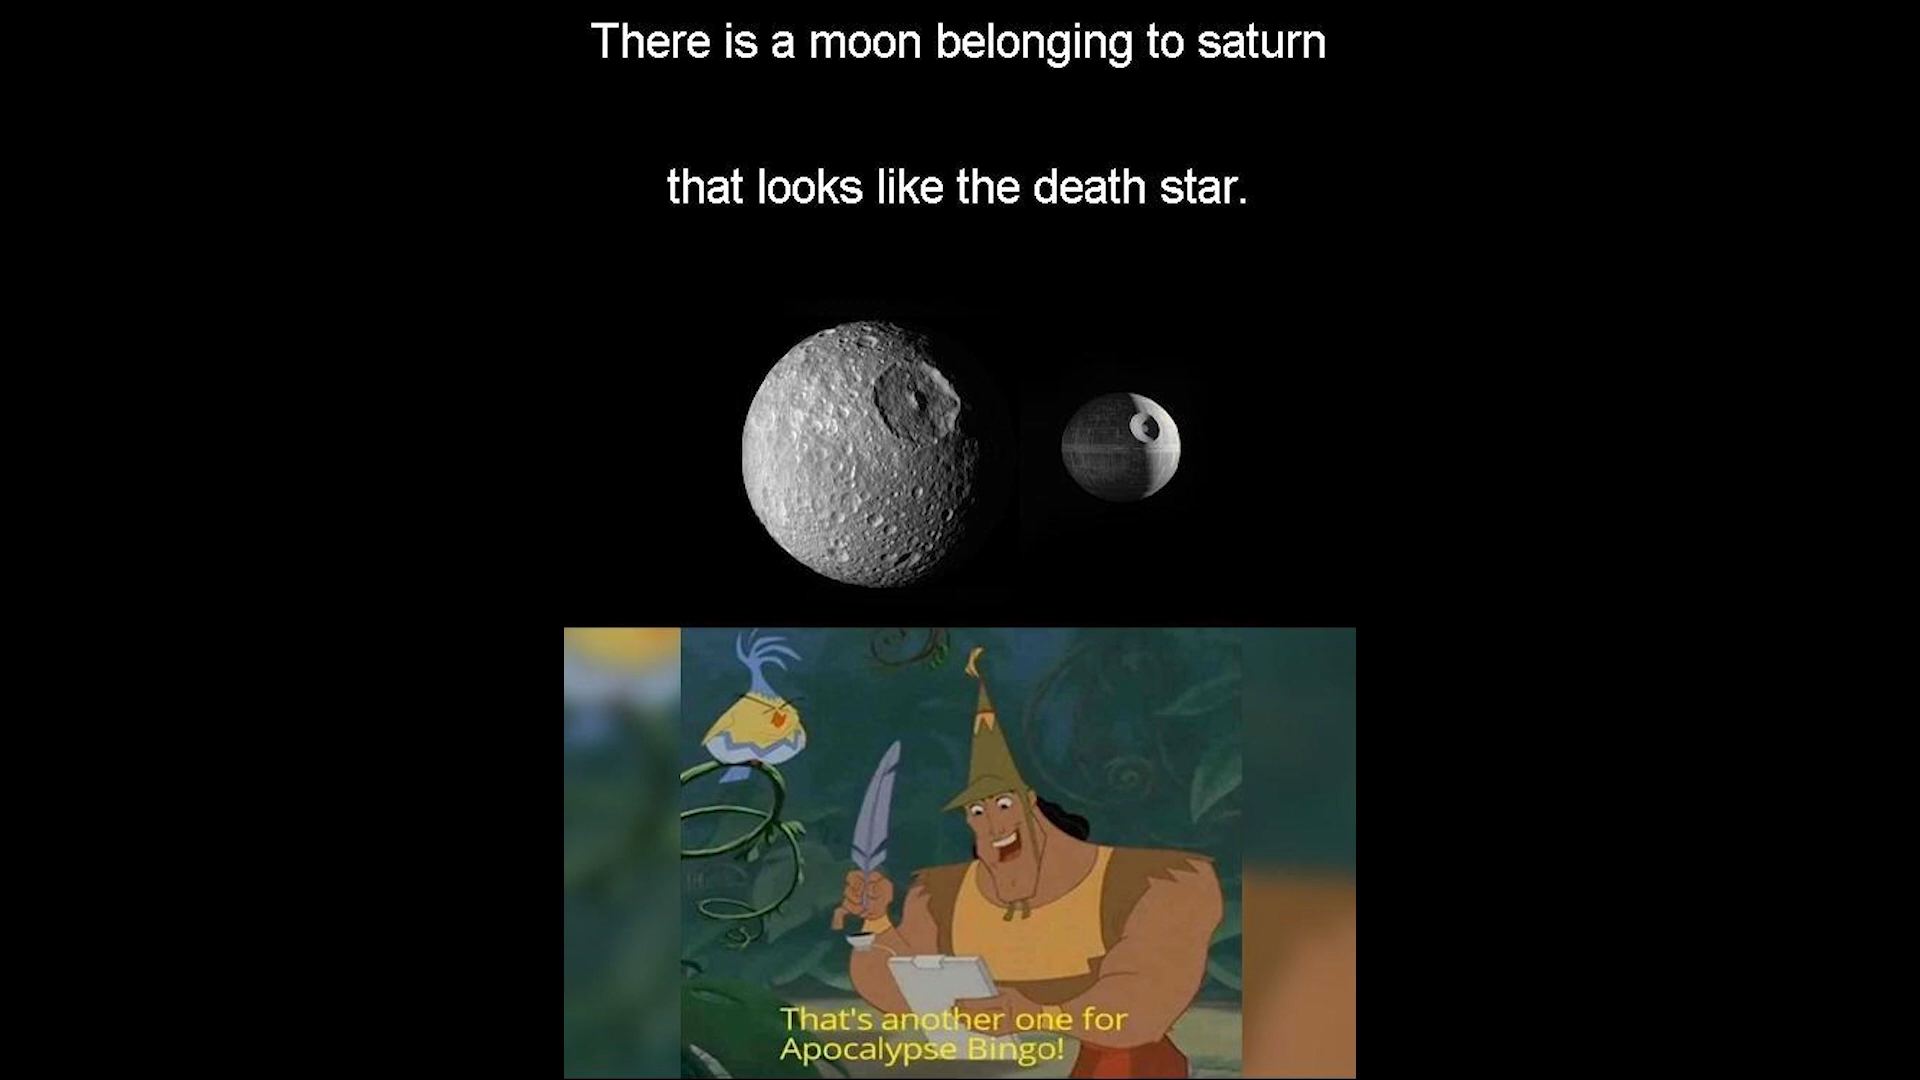 There is a moon belonging to saturn
that looks like the death star.
That's another one for
Apocalypse Bingo!